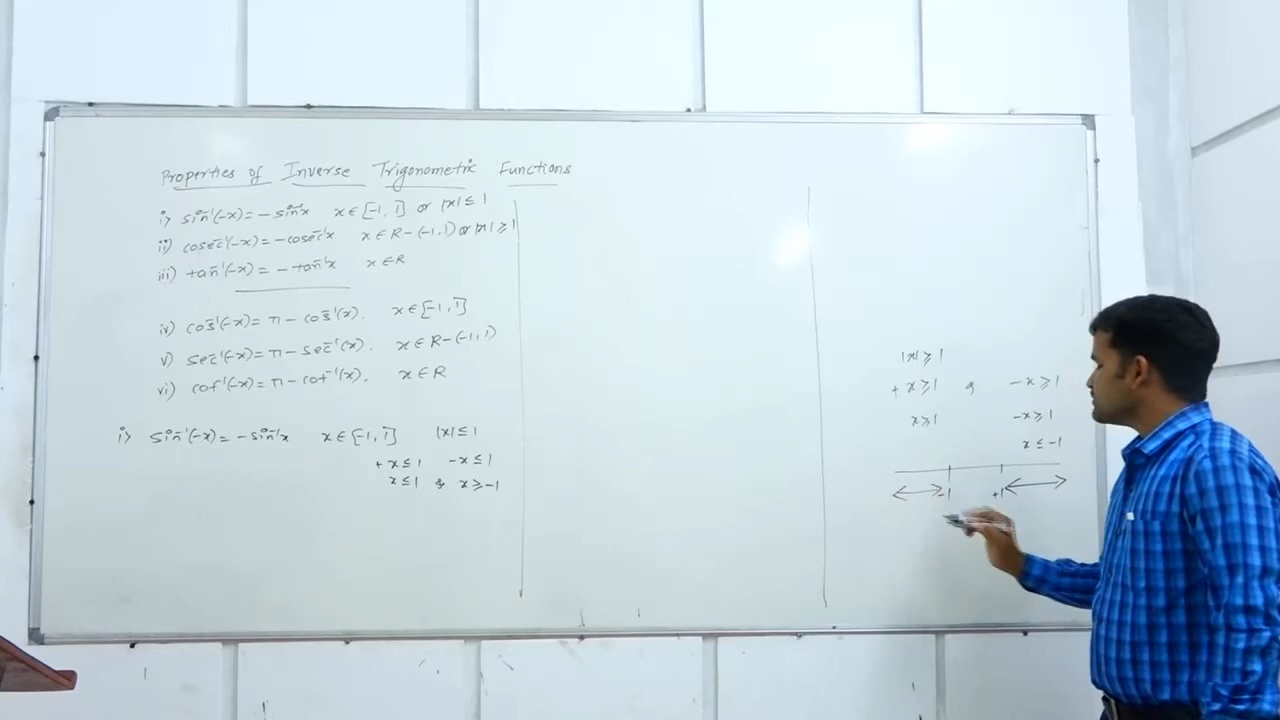 Properties of Inverse Trigonometric Functions
i) sin⁻¹(-x) = -sin⁻¹x x ∈ [-1, 1] or |x| ≤ 1
ii) cosec⁻¹(-x) = -cosec⁻¹x x ∈ R-(-1,1) or |x| ≥ 1
iii) tan⁻¹(-x) = -tan⁻¹x x ∈ R
iv) cos⁻¹(-x) = π - cos⁻¹(x). x ∈ [-1, 1]
v) sec⁻¹(-x) = π - sec⁻¹(x). x ∈ R-(-1,1)
vi) cot⁻¹(-x) = π - cot⁻¹(x). x ∈ R
i) sin⁻¹(-x) = -sin⁻¹x x ∈ [-1, 1] |x| ≤ 1
+x ≤ 1 -x ≤ 1
x ≤ 1 & x ≥ -1
|x| ≥ 1
+x ≥ 1 & -x ≥ 1
x ≥ 1 -x ≥ 1
x ≤ -1
-1 +1